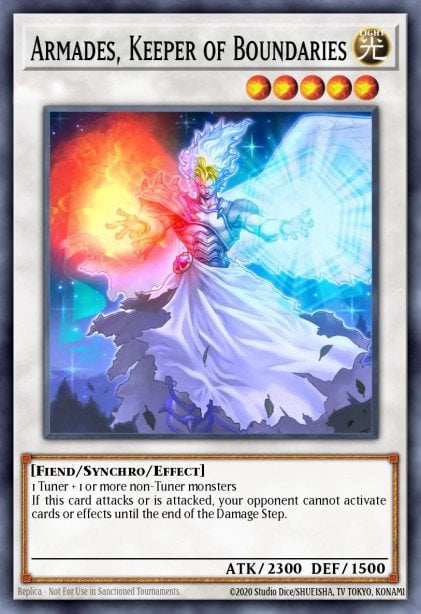 Armades, Keeper of Boundaries
LIGHT
光
[Fiend/Synchro/Effect]
1 Tuner + 1 or more non-Tuner monsters
If this card attacks or is attacked, your opponent cannot activate
cards or effects until the end of the Damage Step.
ATK/2300 DEF/1500
Replica - Not For Use in Sanctioned Tournaments.
©2020 Studio Dice/SHUEISHA, TV TOKYO, KONAMI